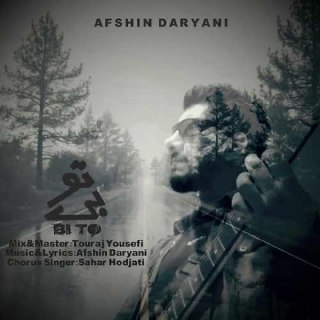 AFSHIN DARYANI
بی تو
BI TO
Mix&Master:Touraj Yousefi
Music&Lyrics:Afshin Daryani
Chorus Singer:Sahar Hodjati